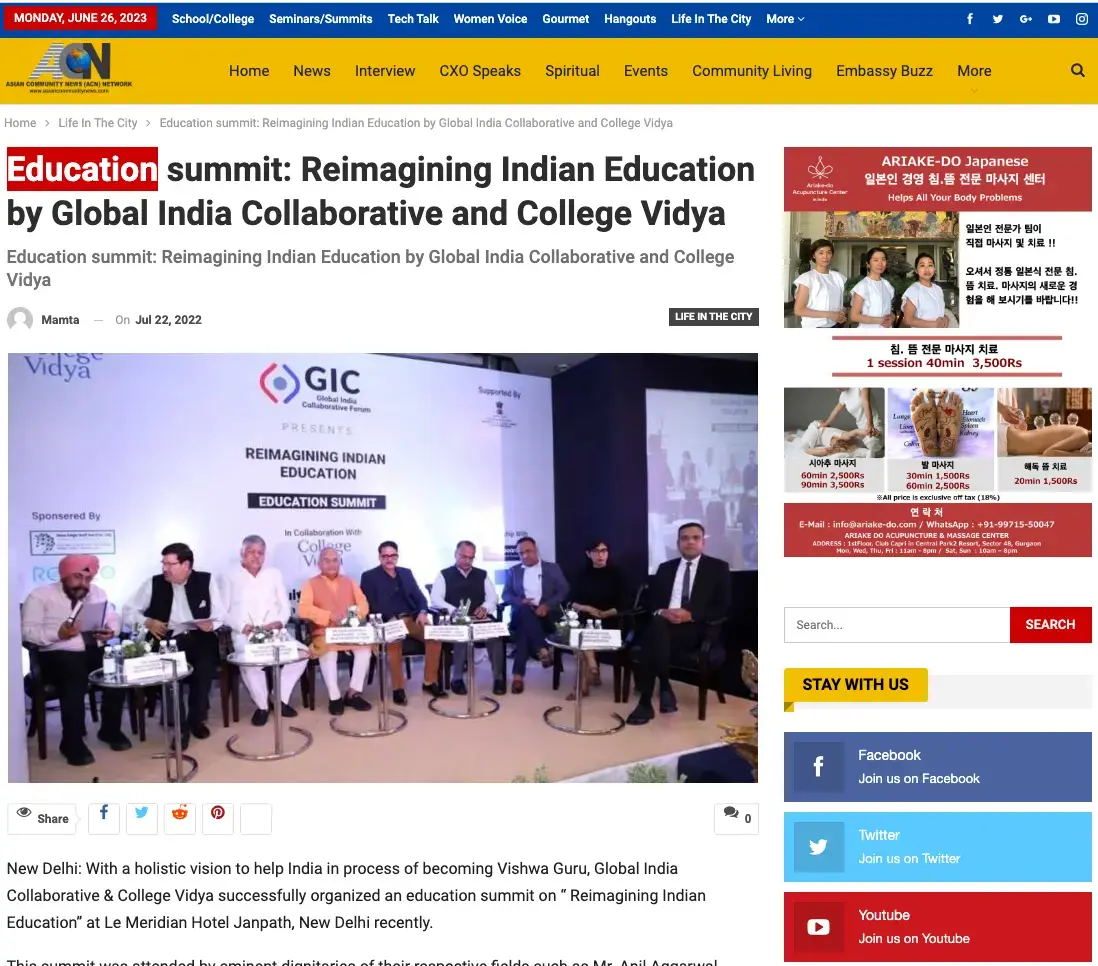 MONDAY, JUNE 26, 2023
School/College
Seminars/Summits
Tech Talk
Women Voice
Gourmet
Hangouts
Life In The City
More
ACN
ASIAN COMMUNITY NEWS (ACN) NETWORK
www.asiancommunitynews.com
Home
News
Interview
CXO Speaks
Spiritual
Events
Community Living
Embassy Buzz
More
Home > Life In The City > Education summit: Reimagining Indian Education by Global India Collaborative and College Vidya
Education summit: Reimagining Indian Education
by Global India Collaborative and College Vidya
Education summit: Reimagining Indian Education by Global India Collaborative and College
Vidya
Mamta — On Jul 22, 2022
LIFE IN THE CITY
College
Vidya
GIC
Global India
Collaborative Forum
PRESENTS
Supported By
REIMAGINING INDIAN
EDUCATION
EDUCATION SUMMIT
Sponsored By
In Collaboration With
College
Share
0
New Delhi: With a holistic vision to help India in process of becoming Vishwa Guru, Global India
Collaborative & College Vidya successfully organized an education summit on “ Reimagining Indian
Education” at Le Meridian Hotel Janpath, New Delhi recently.
This summit was attended by eminent dignitaries of their respective fields such as Mr. Anil Aggarwal
Ariake-do
Acupuncture Center
in India
ARIAKE-DO Japanese
일본인 경영 침.뜸 전문 마사지 센터
Helps All Your Body Problems
일본인 전문가 팀이
직접 마사지 및 치료 !!
오셔서 정통 일본식 전문 침.
뜸 치료. 마사지의 새로운 경
험을 해 보시기를 바랍니다!!
침. 뜸 전문 마사지 치료
1 session 40min 3,500Rs
Heart
Spleen
Kidney
시아추 마사지
60min 2,500Rs
90min 3,500Rs
발 마사지
30min 1,500Rs
60min 2,500Rs
해독 뜸 치료
20min 1,500Rs
※All price is exclusive off tax (18%)
연 락 처
E-Mail : info@ariake-do.com / WhatsApp : +91-99715-50047
ARIAKE DO ACUPUNCTURE & MASSAGE CENTER
ADDRESS : 1stFloor, Club Capri in Central Park2 Resort, Sector 48, Gurgaon
Mon, Wed, Thu, Fri : 11am - 8pm / Sat, Sun : 10am - 8pm
Search...
SEARCH
STAY WITH US
Facebook
Join us on Facebook
Twitter
Join us on Twitter
Youtube
Join us on Youtube